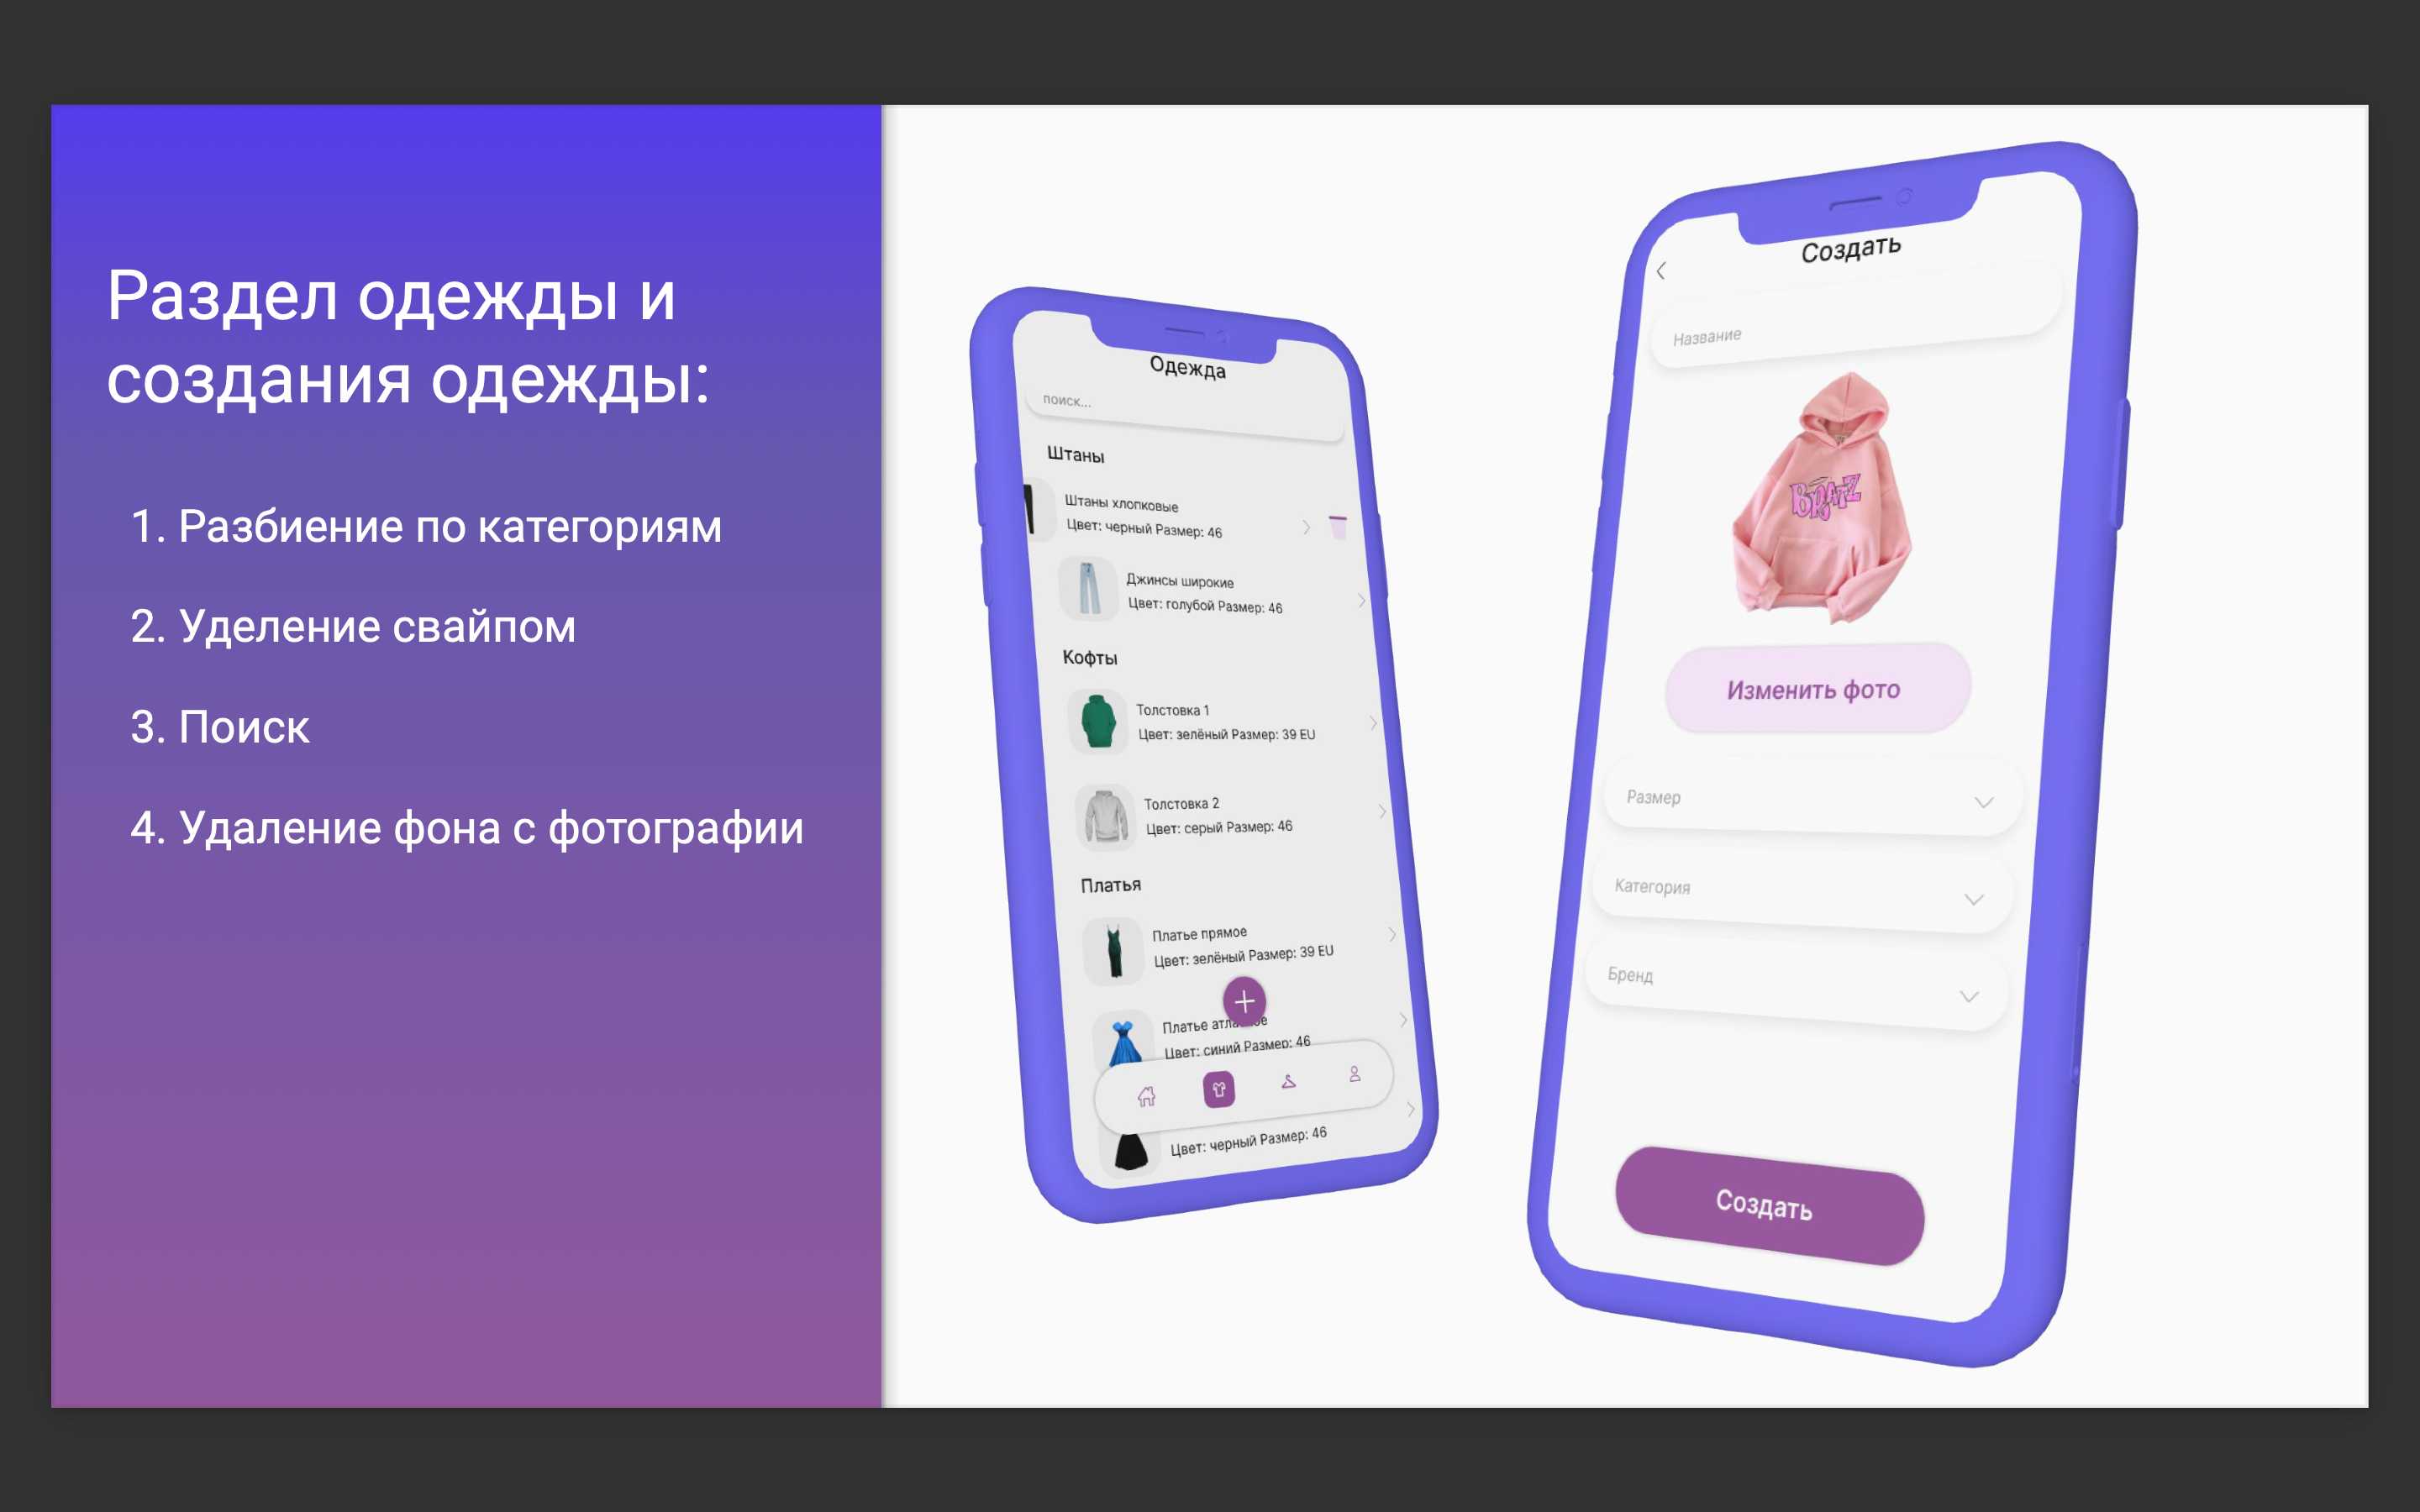 Раздел одежды и
создания одежды:
1. Разбиение по категориям
2. Уделение свайпом
3. Поиск
4. Удаление фона с фотографии
Одежда
поиск...
Штаны
Штаны хлопковые
Цвет: черный Размер: 46
Джинсы широкие
Цвет: голубой Размер: 46
Кофты
Толстовка 1
Цвет: зелёный Размер: 39 EU
Толстовка 2
Цвет: серый Размер: 46
Платья
Платье прямое
Цвет: зелёный Размер: 39 EU
Платье
Цвет: синий Размер: 46
Цвет: черный Размер: 46
Создать
Название
BRATZ
Изменить фото
Размер
Категория
Бренд
Создать